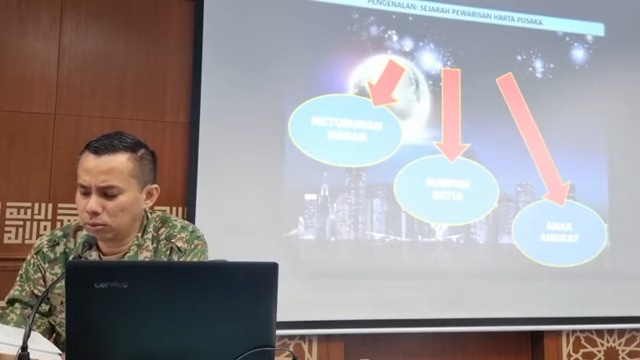 PENGENALAN: SEJARAH PEWARISAN HARTA PUSAKA
KETURUNAN
NASAB
SUMPAH
SETIA
ANAK
ANGKAT
Lenovo